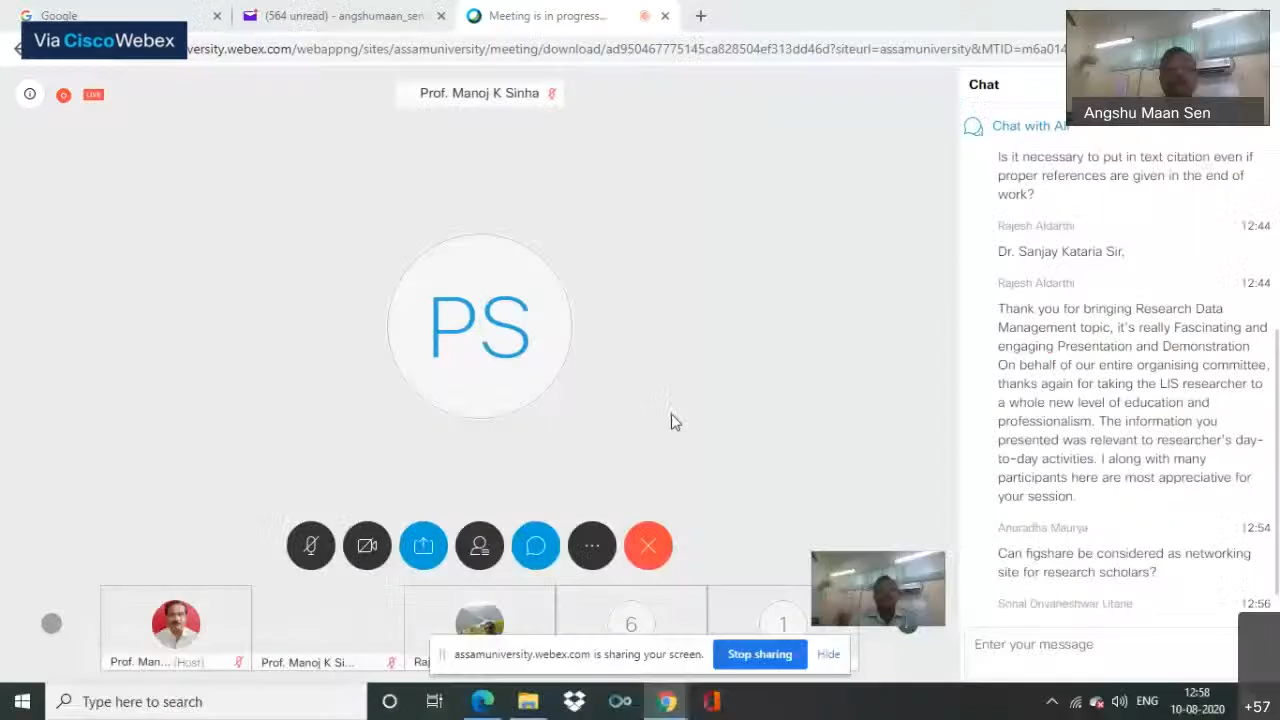 Google
(564 unread) - angshumaan_sen
Meeting is in progress...
Via Cisco Webex
versity.webex.com/webappng/sites/assamuniversity/meeting/download/ad950467775145ca828504ef313dd46d?siteurl=assamuniversity&MTID=m6a014
LIVE
Prof. Manoj K Sinha
Angshu Maan Sen
Chat
Chat with All
Is it necessary to put in text citation even if
proper references are given in the end of
work?
Rajesh Aldarthi 12:44
Dr. Sanjay Kataria Sir,
Rajesh Aldarthi 12:44
Thank you for bringing Research Data
Management topic, it's really Fascinating and
engaging Presentation and Demonstration
On behalf of our entire organising committee,
thanks again for taking the LIS researcher to
a whole new level of education and
professionalism. The information you
presented was relevant to researcher's day-
to-day activities. I along with many
participants here are most appreciative for
your session.
Anuradha Maurya 12:54
Can figshare be considered as networking
site for research scholars?
Sonal Dnyaneshwar Utane 12:56
Enter your message
PS
6
1
Prof. Man... (Host)
Prof. Manoj K Si...
Raj
assamuniversity.webex.com is sharing your screen.
Stop sharing
Hide
Type here to search
ENG
12:58
10-08-2020
+57